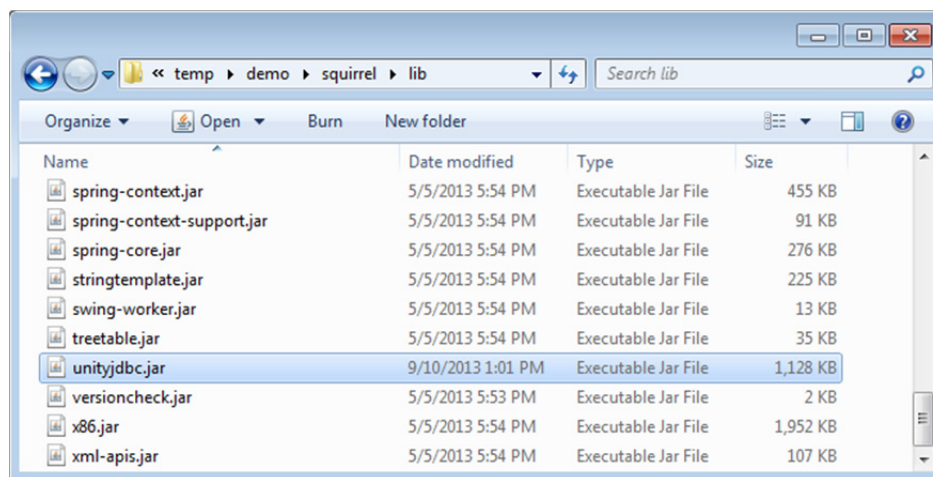 « temp ▸ demo ▸ squirrel ▸ lib Search lib
Organize Open Burn New folder
Name Date modified Type Size
spring-context.jar 5/5/2013 5:54 PM Executable Jar File 455 KB
spring-context-support.jar 5/5/2013 5:54 PM Executable Jar File 91 KB
spring-core.jar 5/5/2013 5:54 PM Executable Jar File 276 KB
stringtemplate.jar 5/5/2013 5:54 PM Executable Jar File 225 KB
swing-worker.jar 5/5/2013 5:54 PM Executable Jar File 13 KB
treetable.jar 5/5/2013 5:54 PM Executable Jar File 35 KB
unityjdbc.jar 9/10/2013 1:01 PM Executable Jar File 1,128 KB
versioncheck.jar 5/5/2013 5:53 PM Executable Jar File 2 KB
x86.jar 5/5/2013 5:54 PM Executable Jar File 1,952 KB
xml-apis.jar 5/5/2013 5:54 PM Executable Jar File 107 KB